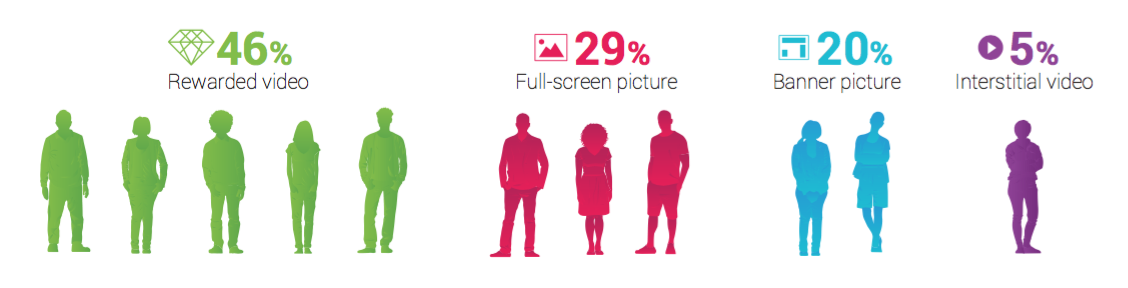 46%
Rewarded video
29%
Full-screen picture
20%
Banner picture
5%
Interstitial video